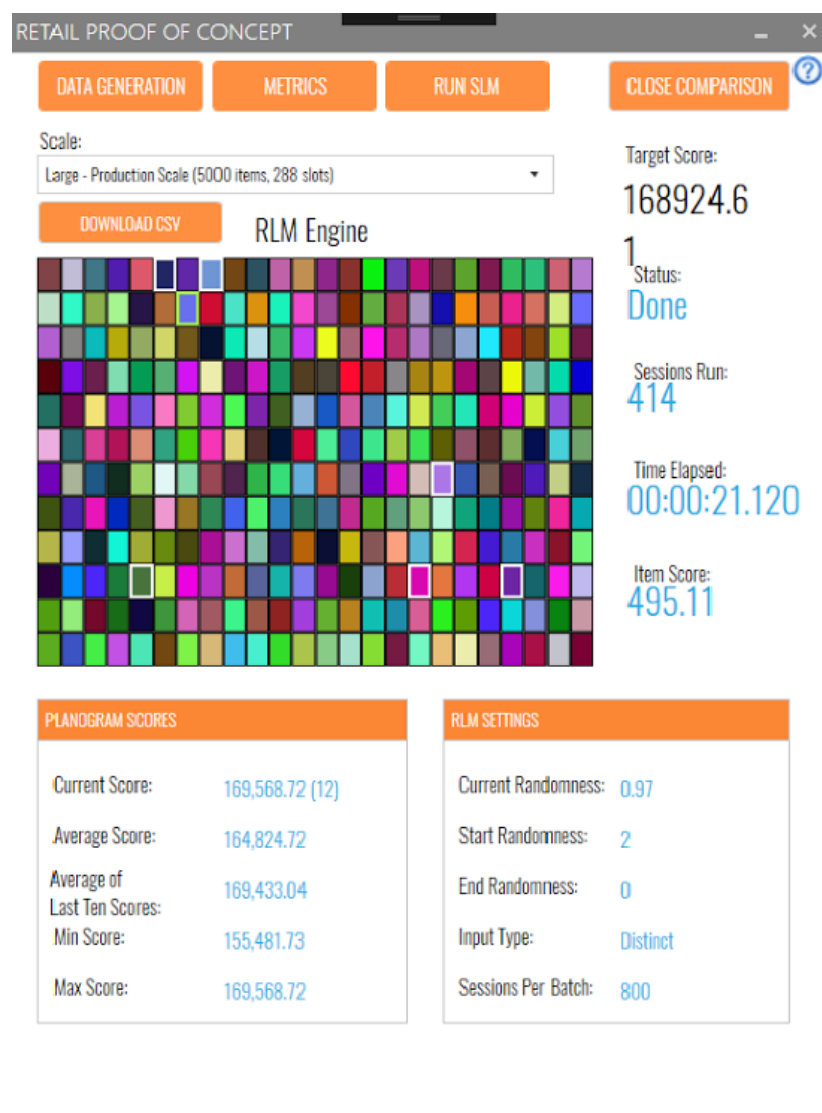 RETAIL PROOF OF CONCEPT
DATA GENERATION
METRICS
RUN SLM
CLOSE COMPARISON
?
Scale:
Large - Production Scale (5000 items, 288 slots)
DOWNLOAD CSV
RLM Engine
Target Score:
168924.6
1
Status:
Done
Sessions Run:
414
Time Elapsed:
00:00:21.120
Item Score:
495.11
PLANOGRAM SCORES
Current Score: 169,568.72 (12)
Average Score: 164,824.72
Average of
Last Ten Scores: 169,433.04
Min Score: 155,481.73
Max Score: 169,568.72
RLM SETTINGS
Current Randomness: 0.97
Start Randomness: 2
End Randomness: 0
Input Type: Distinct
Sessions Per Batch: 800